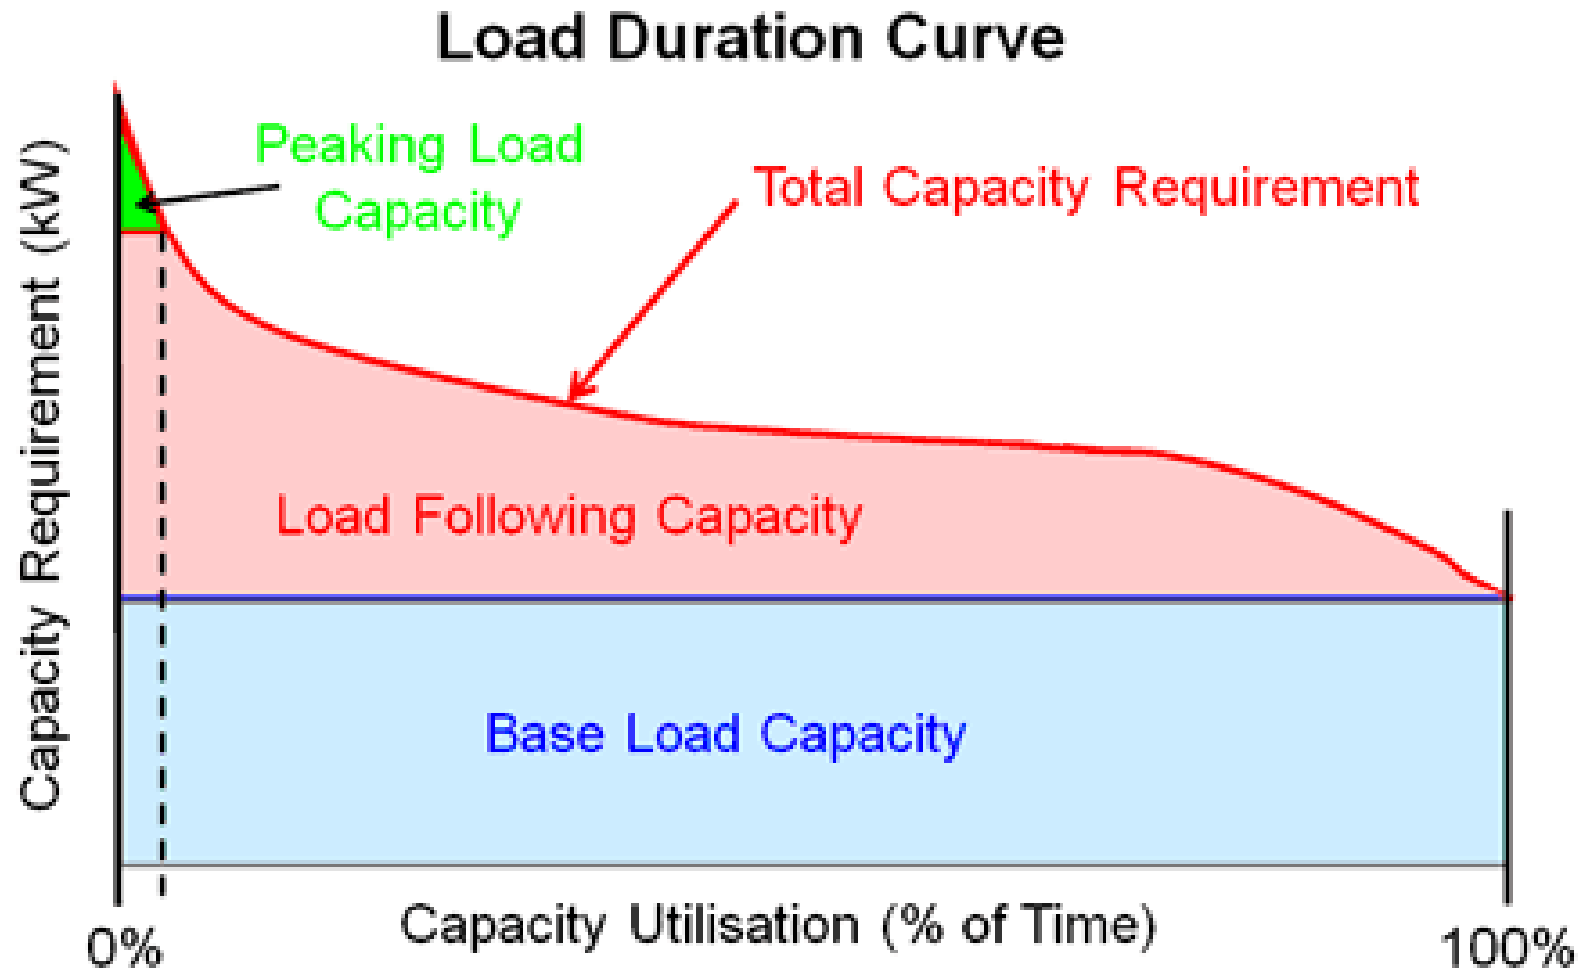 Load Duration Curve
Peaking Load
Capacity
Total Capacity Requirement
Capacity Requirement (kW)
Load Following Capacity
Base Load Capacity
0%
Capacity Utilisation (% of Time)
100%